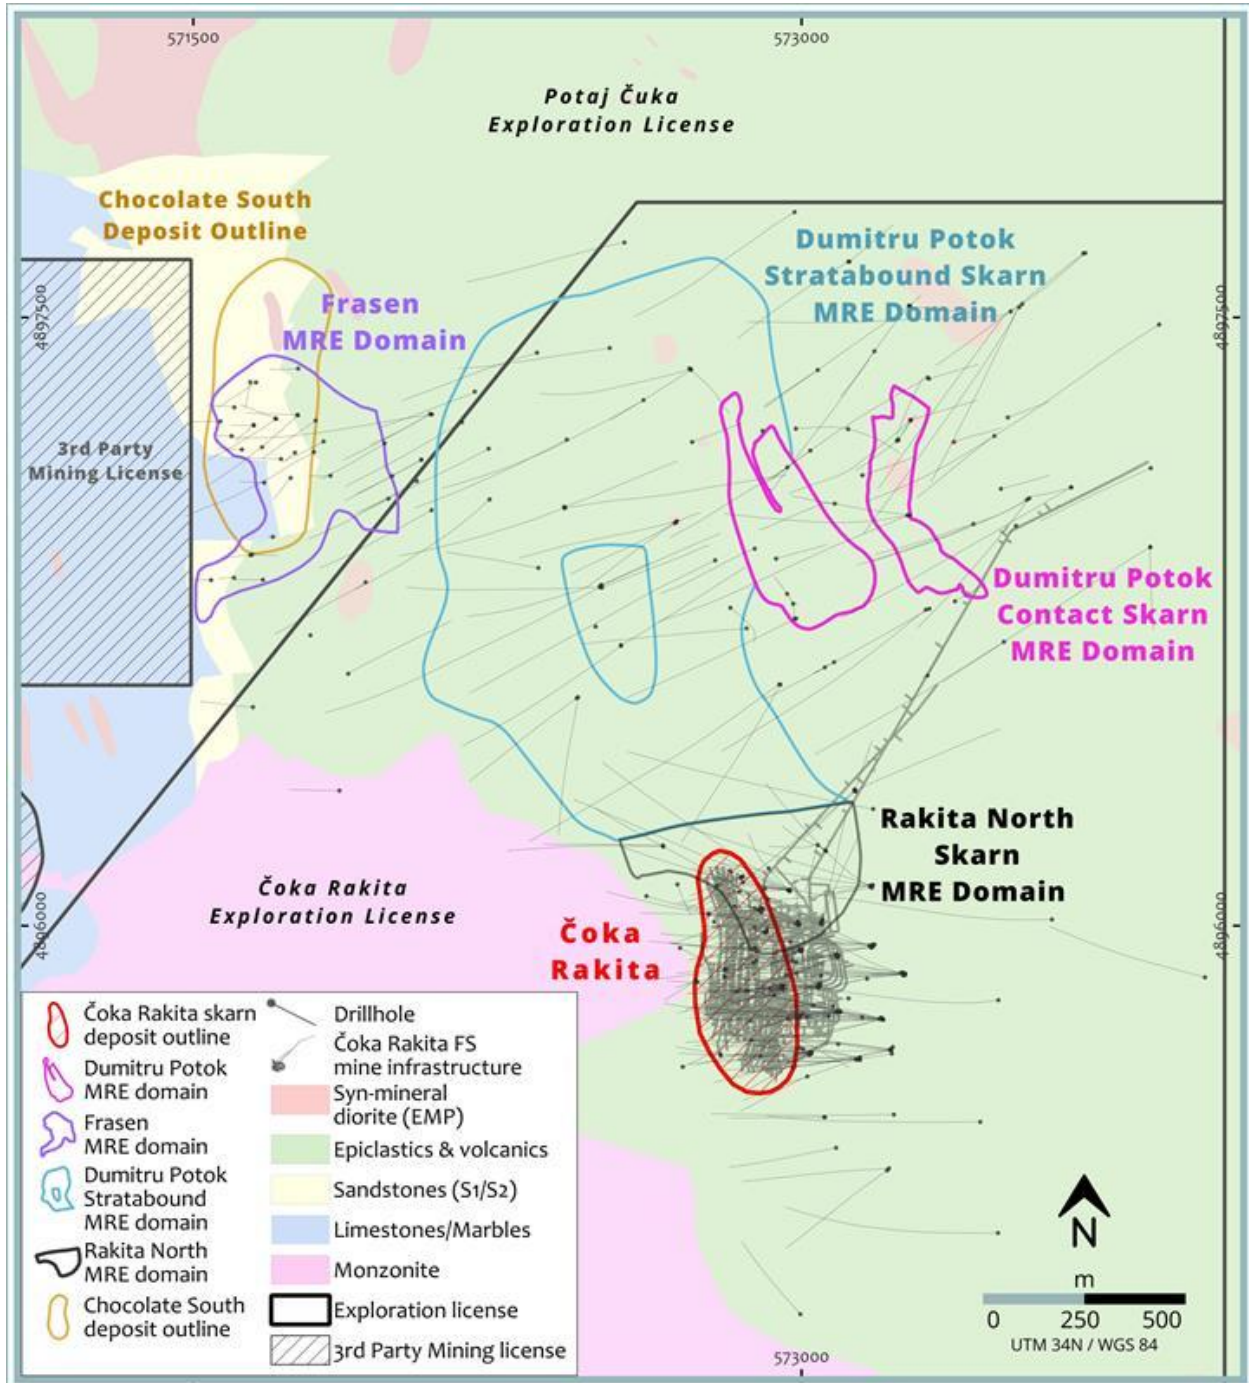 571500
573000
Potaj Čuka
Exploration License
Chocolate South
Deposit Outline
Dumitru Potok
Stratabound Skarn
MRE Domain
Frasen
MRE Domain
4897500
4897500
3rd Party
Mining License
Dumitru Potok
Contact Skarn
MRE Domain
Rakita North
Skarn
MRE Domain
Čoka Rakita
Exploration License
Čoka
Rakita
4896000
4896000
Čoka Rakita skarn
deposit outline
Dumitru Potok
MRE domain
Frasen
MRE domain
Dumitru Potok
Stratabound
MRE domain
Rakita North
MRE domain
Chocolate South
deposit outline
Drillhole
Čoka Rakita FS
mine infrastructure
Syn-mineral
diorite (EMP)
Epiclastics & volcanics
Sandstones (S1/S2)
Limestones/Marbles
Monzonite
Exploration license
3rd Party Mining license
N
m
0 250 500
UTM 34N / WGS 84
573000